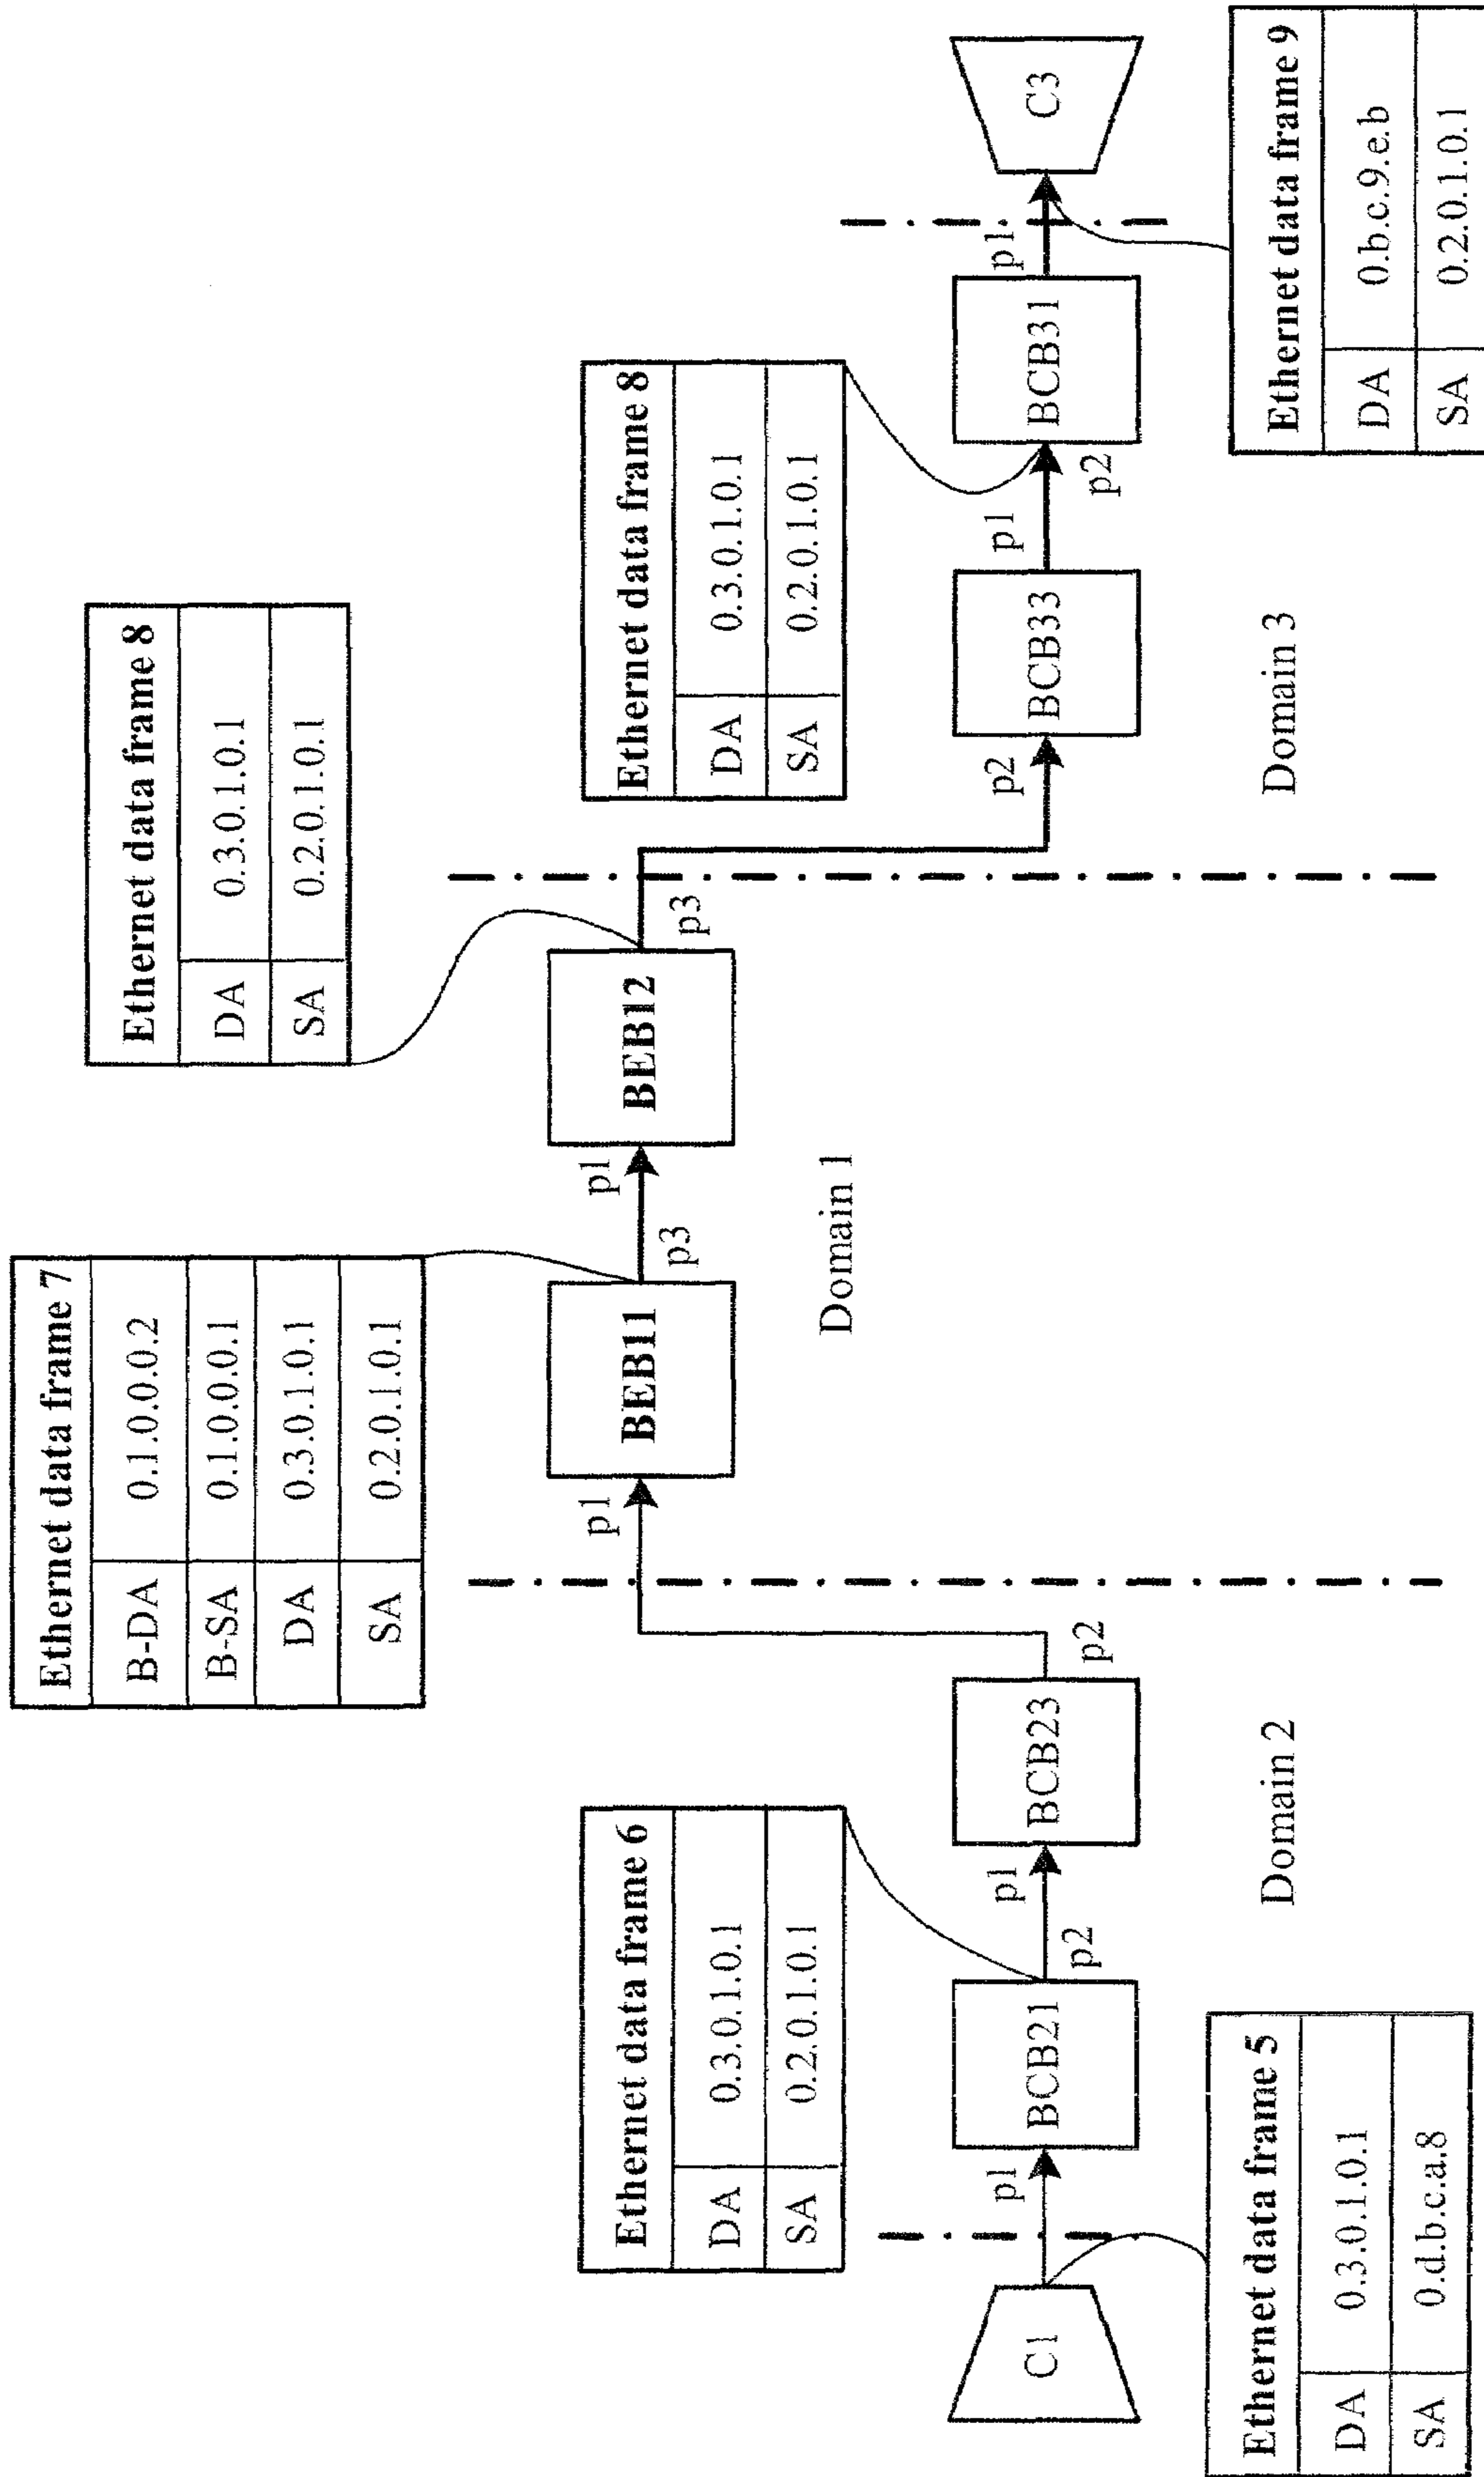 Ethernet data frame 7
B-DA 0.1.0.0.0.2
B-SA 0.1.0.0.0.1
DA 0.3.0.1.0.1
SA 0.2.0.1.0.1
Ethernet data frame 8
DA 0.3.0.1.0.1
SA 0.2.0.1.0.1
p1
BEB11
p3
p1
BEB12
p3
Domain 1
Ethernet data frame 6
DA 0.3.0.1.0.1
SA 0.2.0.1.0.1
Ethernet data frame 8
DA 0.3.0.1.0.1
SA 0.2.0.1.0.1
C1
p1
BCB21
p2
p1
BCB23
p2
p2
BCB33
p1
p2
BCB31
p1
C3
Domain 2
Domain 3
Ethernet data frame 5
DA 0.3.0.1.0.1
SA 0.d.b.c.a.8
Ethernet data frame 9
DA 0.b.c.9.e.b
SA 0.2.0.1.0.1